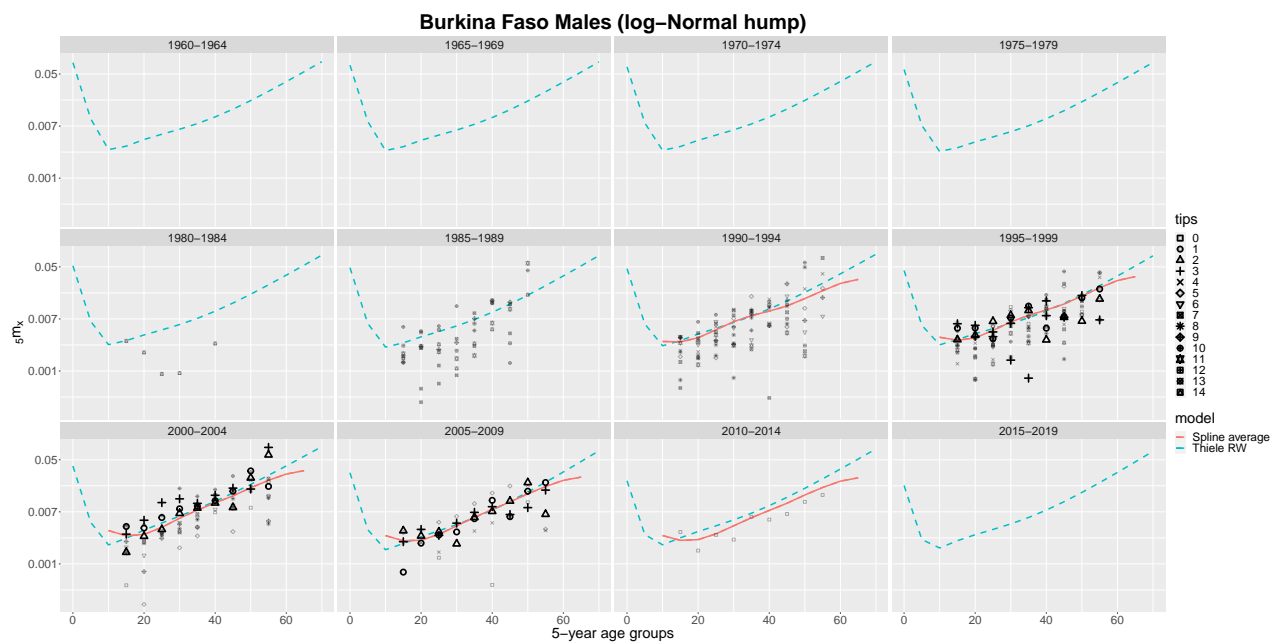 Burkina Faso Males (log−Normal hump)
1960−1964 1965−1969 1970−1974 1975−1979
0.05
0.007
0.001
1980−1984 1985−1989 1990−1994 1995−1999
0.05
0.007
0.001
2000−2004 2005−2009 2010−2014 2015−2019
0.05
0.007
0.001
0 20 40 60 0 20 40 60 0 20 40 60 0 20 40 60
5−year age groups
5mx
tips
0
1
2
3
4
5
6
7
8
9
10
11
12
13
14
model
Spline average
Thiele RW